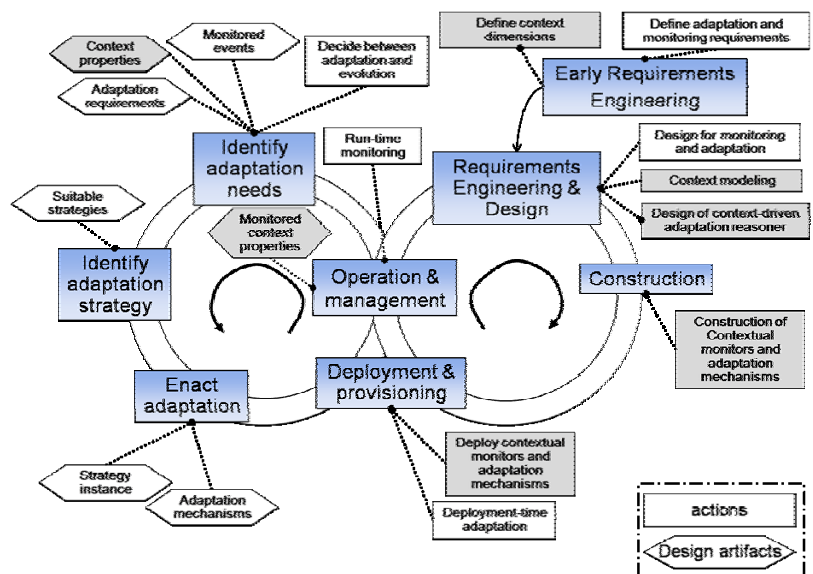 Define context
dimensions
Define adaptation and
monitoring requirements
Context
properties
Monitored
events
Decide between
adaptation and
evolution
Early Requirements
Engineering
Adaptation
requirements
Identify
adaptation
needs
Run-time
monitoring
Requirements
Engineering &
Design
Design for monitoring
and adaptation
Context modeling
Design of context-driven
adaptation reasoner
Suitable
strategies
Monitored
context
properties
Identify
adaptation
strategy
Operation &
management
Construction
Construction of
Contextual
monitors and
adaptation
mechanisms
Enact
adaptation
Deployment &
provisioning
Deploy contextual
monitors and
adaptation
mechanisms
Strategy
instance
Adaptation
mechanisms
Deployment-time
adaptation
actions
Design artifacts